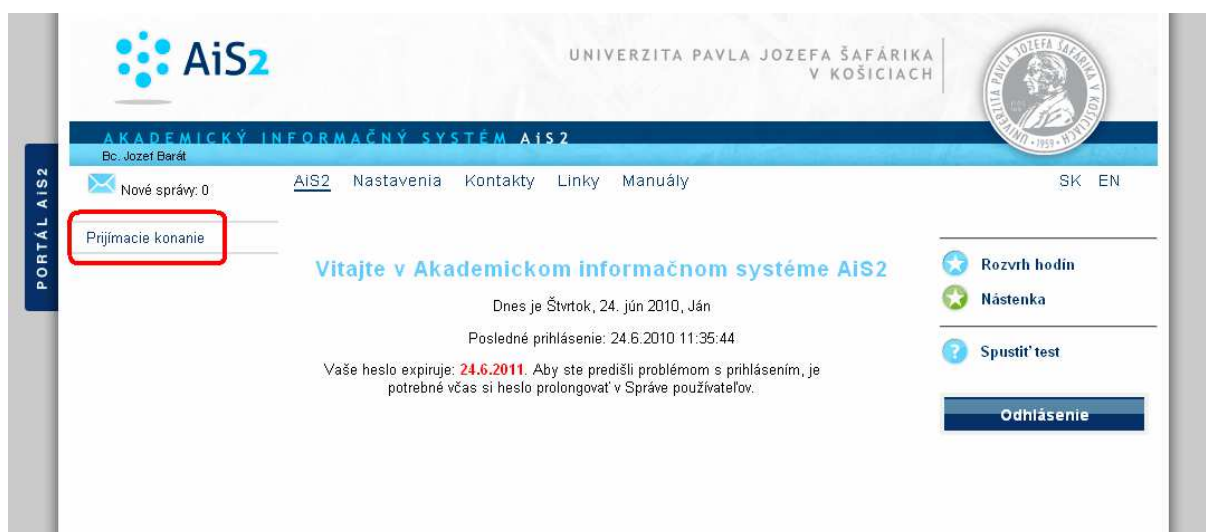 AiS2
UNIVERZITA PAVLA JOZEFA ŠAFÁRIKA
V KOŠICIACH
AKADEMICKÝ INFORMAČNÝ SYSTÉM AiS2
Bc. Jozef Barát
PORTÁL AiS2
Nové správy: 0
AiS2 Nastavenia Kontakty Linky Manuály SK EN
Prijímacie konanie
Vitajte v Akademickom informačnom systéme AiS2
Dnes je Štvrtok, 24. jún 2010, Ján
Posledné prihlásenie: 24.6.2010 11:35:44
Vaše heslo expiruje: 24.6.2011. Aby ste predišli problémom s prihlásením, je
potrebné včas si heslo prolongovať v Správe používateľov.
Rozvrh hodín
Nástenka
Spustiť test
Odhlásenie